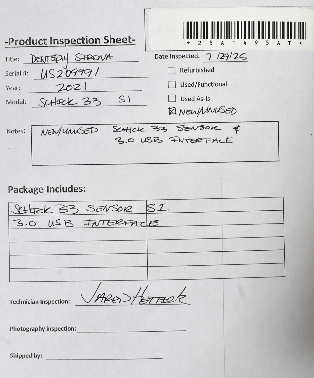 -Product Inspection Sheet-
Title: DENTSPLY SIRONA
Serial #: US209991
Year: 2021
Model: SCHICK 33 S1
Date Inspected: 7/29/25
Refurbished
Used/Functional
Used As-Is
NEW/UNUSED
Notes: NEW/UNUSED SCHICK 33 SENSOR &
3.0 USB INTERFACE
Package Includes:
SCHICK 33 SENSOR S1
3.0 USB INTERFACE
Technician Inspection:
Photography inspection:
Shipped by: